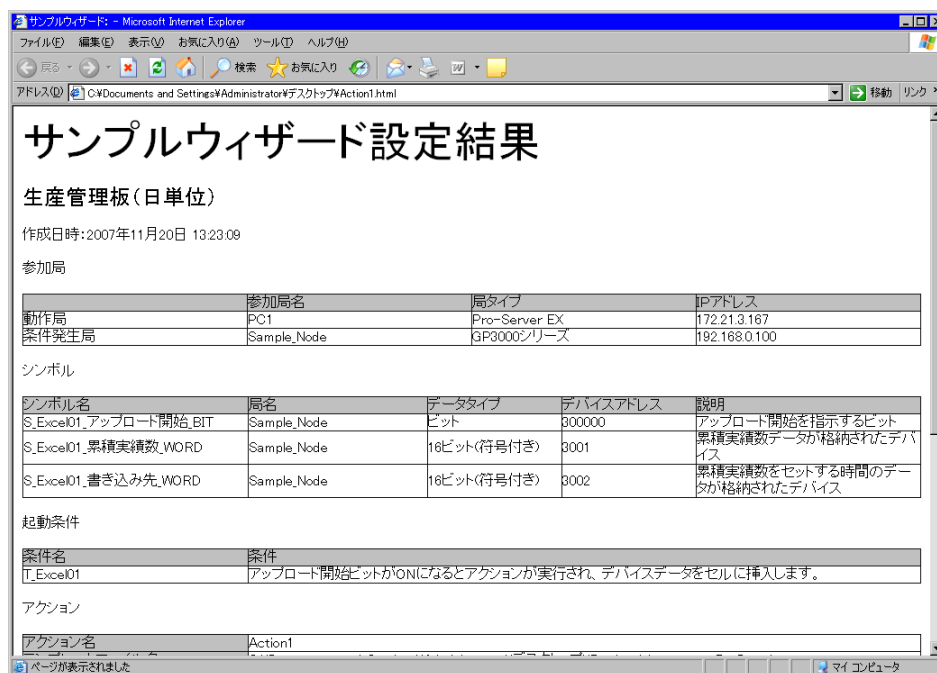 サンプルウィザード: - Microsoft Internet Explorer
ファイル(F) 編集(E) 表示(V) お気に入り(A) ツール(T) ヘルプ(H)
戻る 検索 お気に入り
アドレス(D) C:¥Documents and Settings¥Administrator¥デスクトップ¥Action1.html 移動 リンク
サンプルウィザード設定結果
生産管理板(日単位)
作成日時:2007年11月20日 13:23:09
参加局
参加局名 局タイプ IPアドレス
動作局 PC1 Pro-Server EX 172.21.3.167
条件発生局 Sample_Node GP3000シリーズ 192.168.0.100
シンボル
シンボル名 局名 データタイプ デバイスアドレス 説明
S_Excel01_アップロード開始_BIT Sample_Node ビット 300000 アップロード開始を指示するビット
S_Excel01_累積実績数_WORD Sample_Node 16ビット(符号付き) 3001 累積実績数データが格納されたデバ
イス
S_Excel01_書き込み先_WORD Sample_Node 16ビット(符号付き) 3002 累積実績数をセットする時間のデー
タが格納されたデバイス
起動条件
条件名 条件
T_Excel01 アップロード開始ビットがONになるとアクションが実行され、デバイスデータをセルに挿入します。
アクション
アクション名 Action1
ページが表示されました マイ コンピュータ